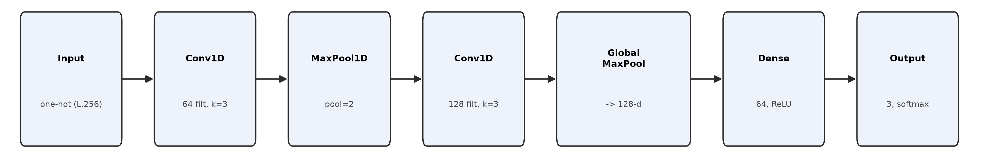 Input
one-hot (L,256)
Conv1D
64 filt, k=3
MaxPool1D
pool=2
Conv1D
128 filt, k=3
Global
MaxPool
-> 128-d
Dense
64, ReLU
Output
3, softmax